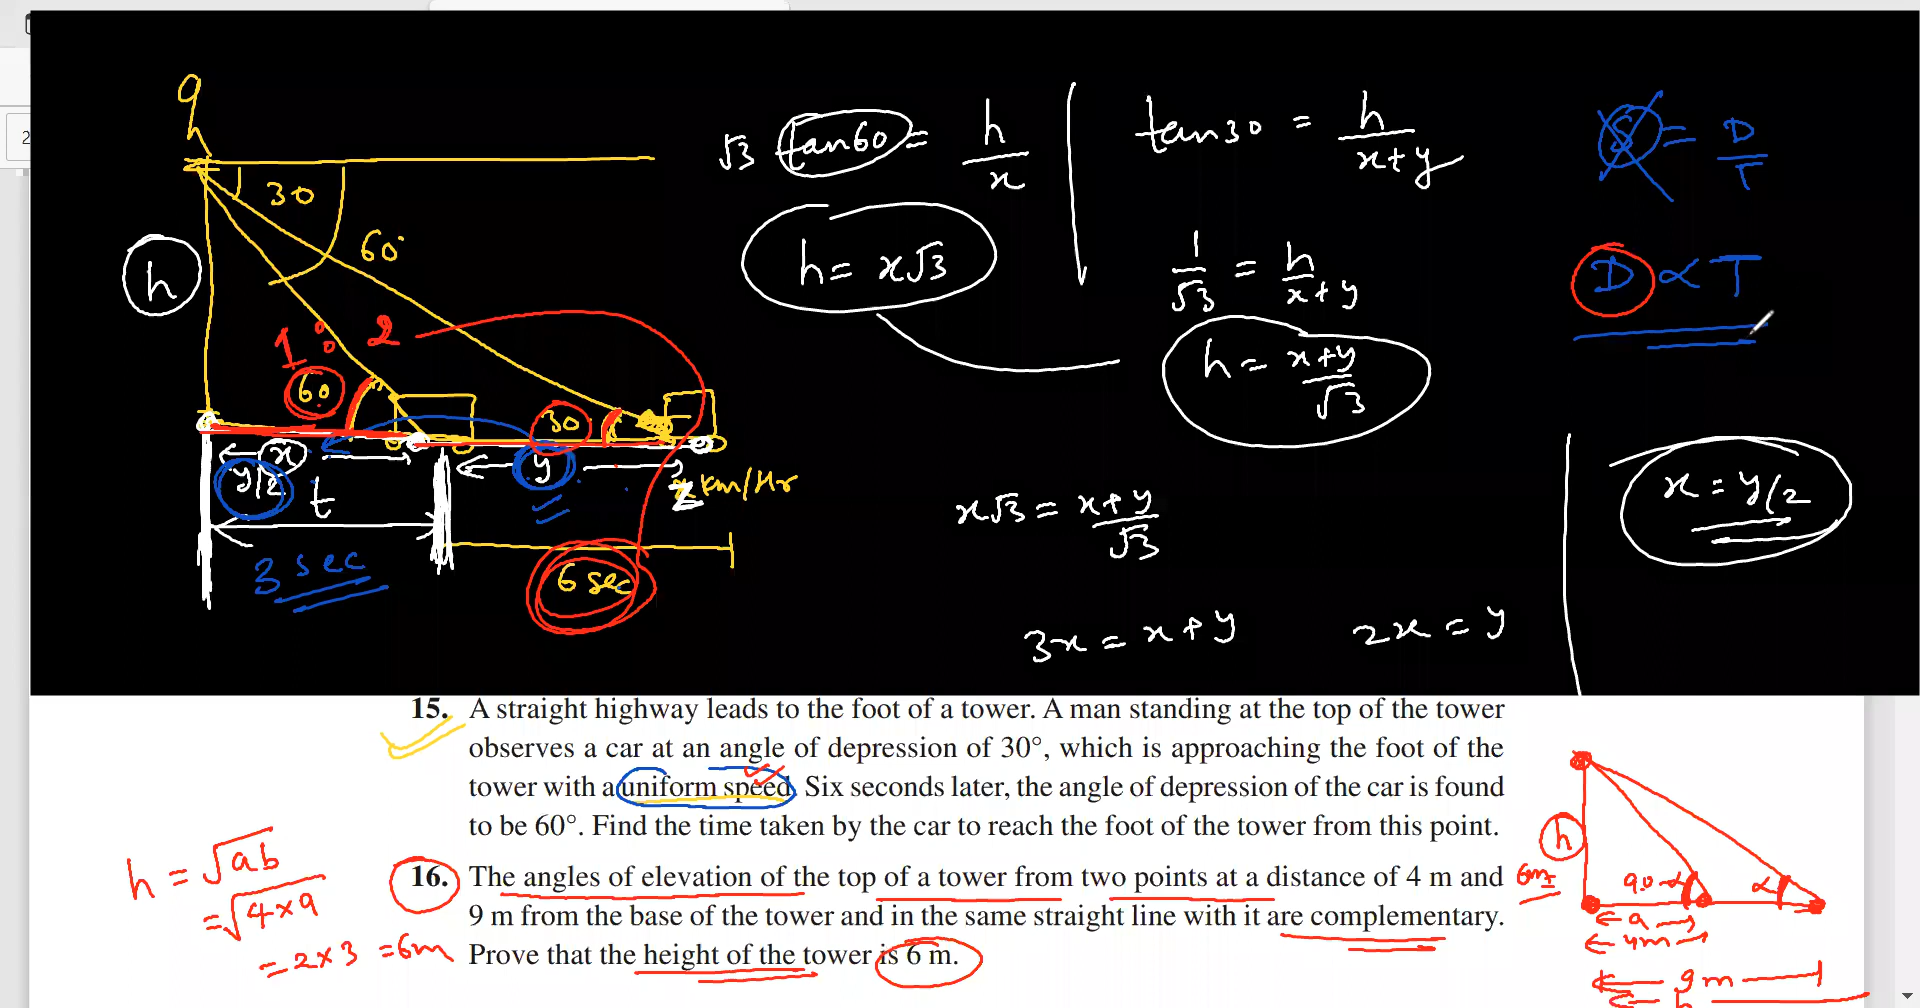 30
60°
h
1 : 2
60
30
x
y
y/2
t
z km/Hr
3 sec
6 sec
√3 tan60 = h/x
h = x√3
tan30 = h/x+y
1/√3 = h/x+y
h = x+y/√3
x√3 = x+y/√3
3x = x+y
2x = y
S = D/T
D ∝ T
x = y/2
15. A straight highway leads to the foot of a tower. A man standing at the top of the tower
observes a car at an angle of depression of 30°, which is approaching the foot of the
tower with a uniform speed. Six seconds later, the angle of depression of the car is found
to be 60°. Find the time taken by the car to reach the foot of the tower from this point.
h = √ab
= √4×9
= 2×3 = 6m
16. The angles of elevation of the top of a tower from two points at a distance of 4 m and
9 m from the base of the tower and in the same straight line with it are complementary.
Prove that the height of the tower is 6 m.
h
6m
90-α
α
a
4m
9m
b